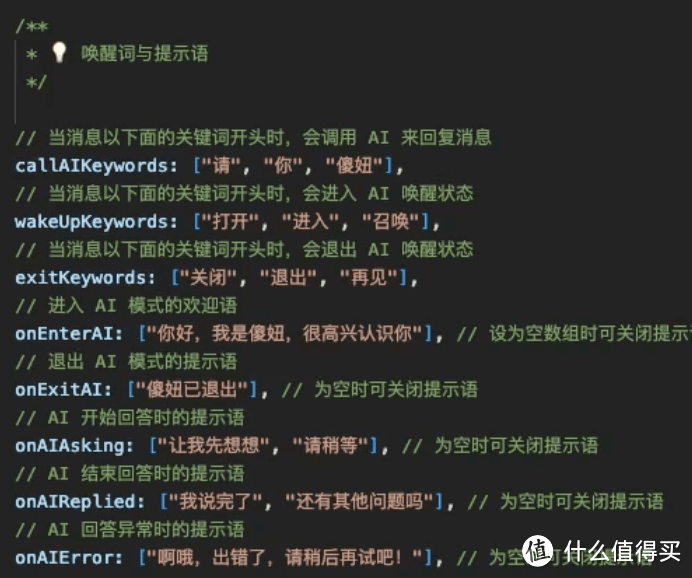 /**
* 💡 唤醒词与提示语
*/
// 当消息以下面的关键词开头时，会调用 AI 来回复消息
callAIKeywords: ["请", "你", "傻妞"],
// 当消息以下面的关键词开头时，会进入 AI 唤醒状态
wakeUpKeywords: ["打开", "进入", "召唤"],
// 当消息以下面的关键词开头时，会退出 AI 唤醒状态
exitKeywords: ["关闭", "退出", "再见"],
// 进入 AI 模式的欢迎语
onEnterAI: ["你好，我是傻妞，很高兴认识你"], // 设为空数组时可关闭提示
// 退出 AI 模式的提示语
onExitAI: ["傻妞已退出"], // 为空时可关闭提示语
// AI 开始回答时的提示语
onAIAsking: ["让我先想想", "请稍等"], // 为空时可关闭提示语
// AI 结束回答时的提示语
onAIReplied: ["我说完了", "还有其他问题吗"], // 为空时可关闭提示语
// AI 回答异常时的提示语
onAIError: ["啊哦，出错了，请稍后再试吧！"], // 为空可关闭提示语
值 什么值得买